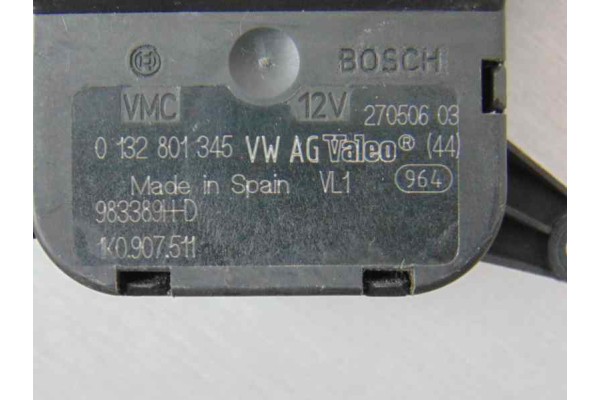 BOSCH
VMC 12V 270506 03
0 132 801 345 VW AG Valeo® (44)
Made in Spain VL1 964
983389H-D
1K0.907.511